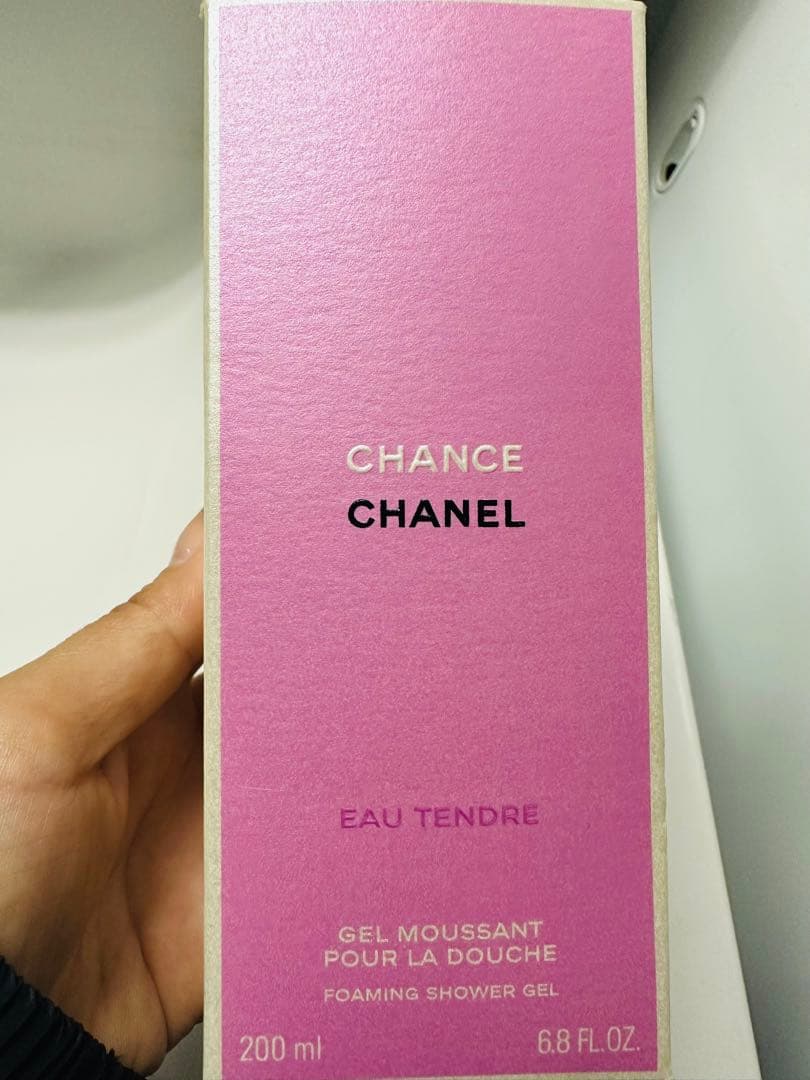 CHANCE
CHANEL
EAU TENDRE
GEL MOUSSANT
POUR LA DOUCHE
FOAMING SHOWER GEL
200 ml 6.8 FL.OZ.